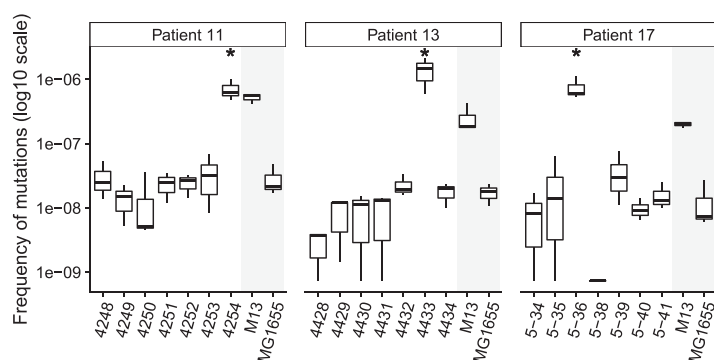 Patient 11
Patient 13
Patient 17
Frequency of mutations (log10 scale)
1e−06
1e−07
1e−08
1e−09
* * *
4248 4249 4250 4251 4252 4253 4254 M13 MG1655
4428 4429 4430 4431 4432 4433 4434 M13 MG1655
5−34 5−35 5−36 5−38 5−39 5−40 5−41 M13 MG1655